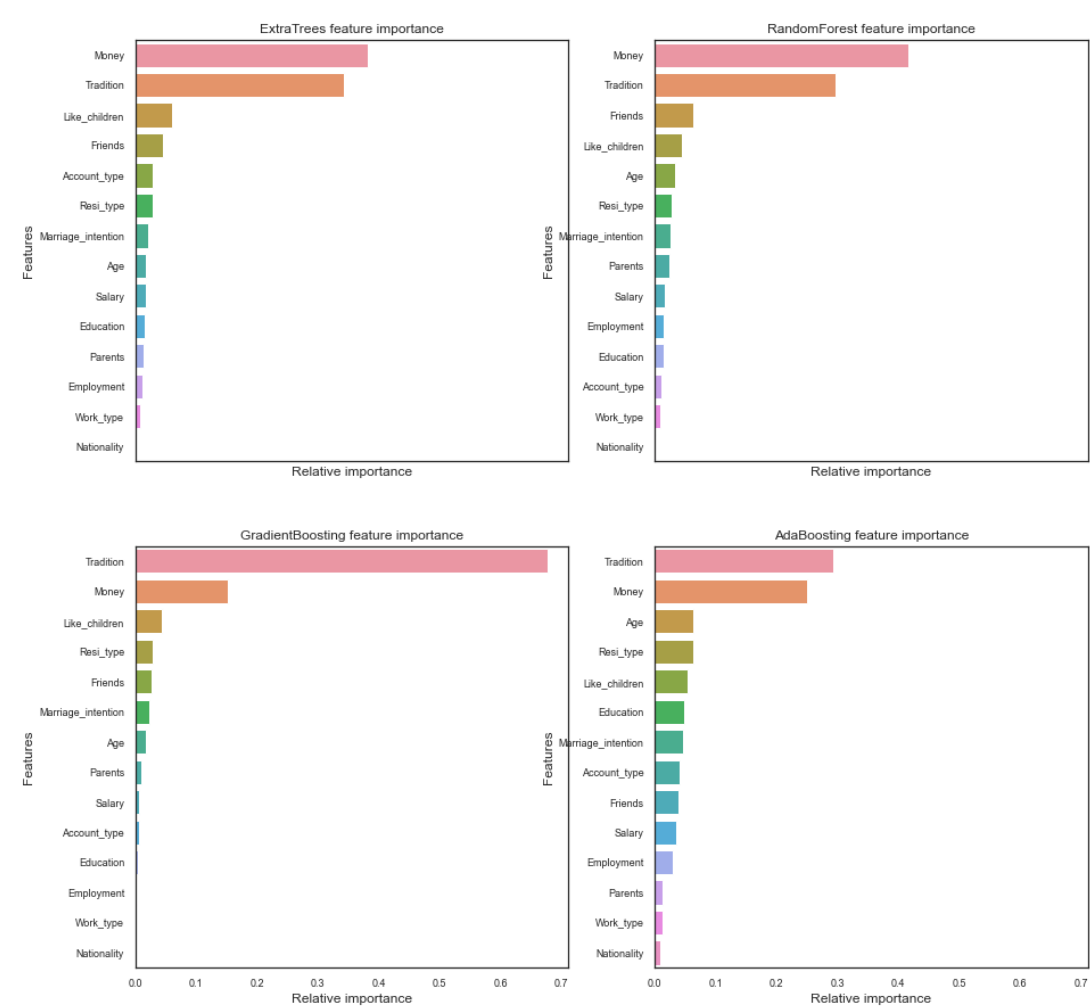 ExtraTrees feature importance
Money
Tradition
Like_children
Friends
Account_type
Resi_type
Marriage_intention
Age
Salary
Education
Parents
Employment
Work_type
Nationality
Features
Relative importance
RandomForest feature importance
Money
Tradition
Friends
Like_children
Age
Resi_type
Marriage_intention
Parents
Salary
Employment
Education
Account_type
Work_type
Nationality
Features
Relative importance
GradientBoosting feature importance
Tradition
Money
Like_children
Resi_type
Friends
Marriage_intention
Age
Parents
Salary
Account_type
Education
Employment
Work_type
Nationality
Features
0.0 0.1 0.2 0.3 0.4 0.5 0.6 0.7
Relative importance
AdaBoosting feature importance
Tradition
Money
Age
Resi_type
Like_children
Education
Marriage_intention
Account_type
Friends
Salary
Employment
Parents
Work_type
Nationality
Features
0.0 0.1 0.2 0.3 0.4 0.5 0.6 0.7
Relative importance